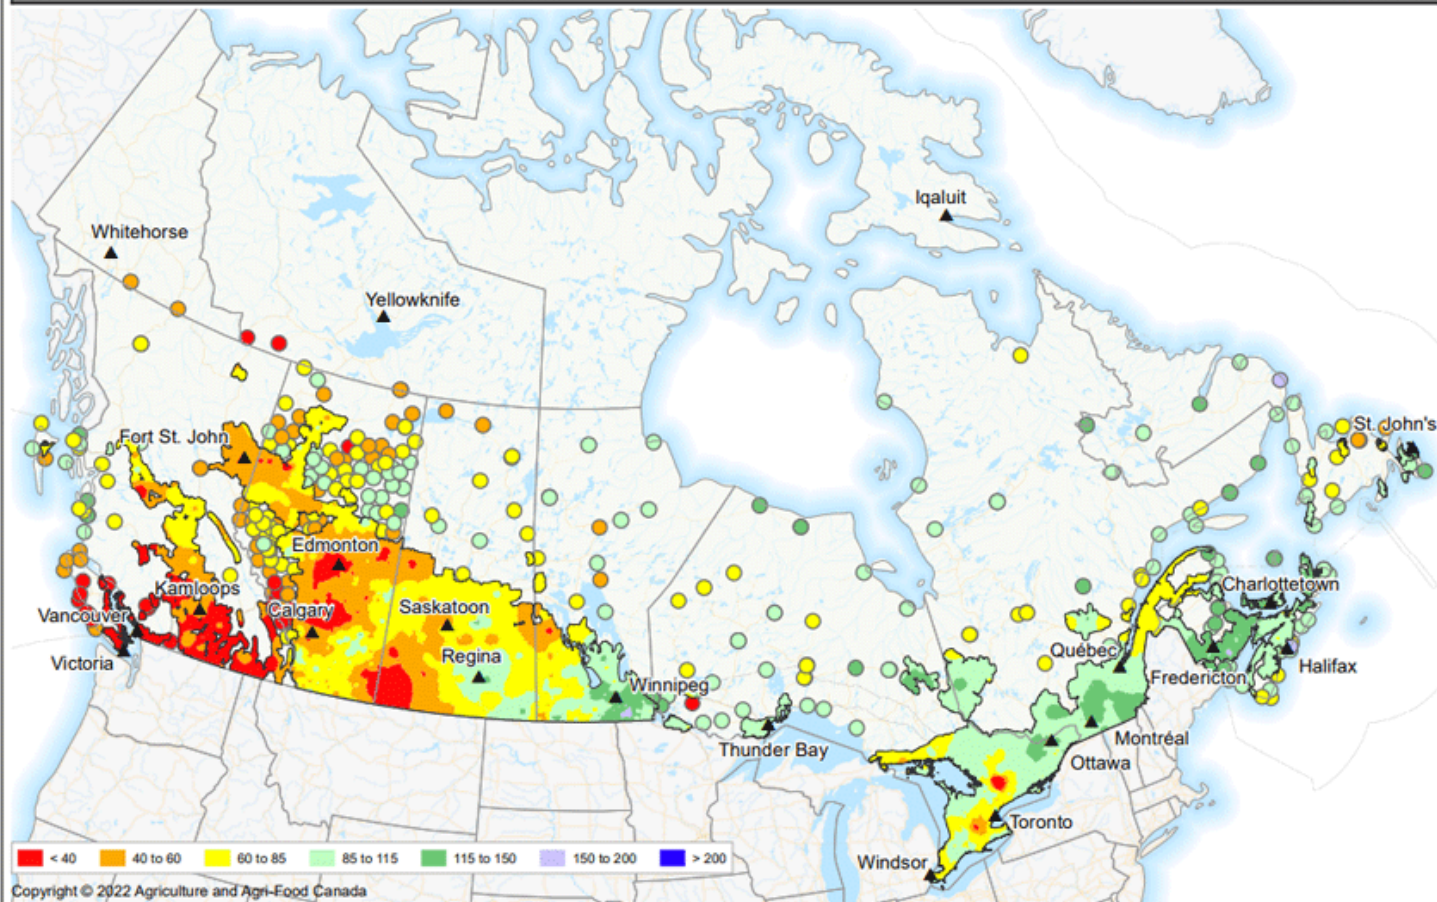 Iqaluit
Whitehorse
Yellowknife
St. John's
Fort St. John
Edmonton
Charlottetown
Kamloops
Calgary
Saskatoon
Vancouver
Québec
Regina
Victoria
Halifax
Fredericton
Winnipeg
Montréal
Thunder Bay
Ottawa
Toronto
< 40 40 to 60 60 to 85 85 to 115 115 to 150 150 to 200 > 200
Windsor
Copyright © 2022 Agriculture and Agri-Food Canada